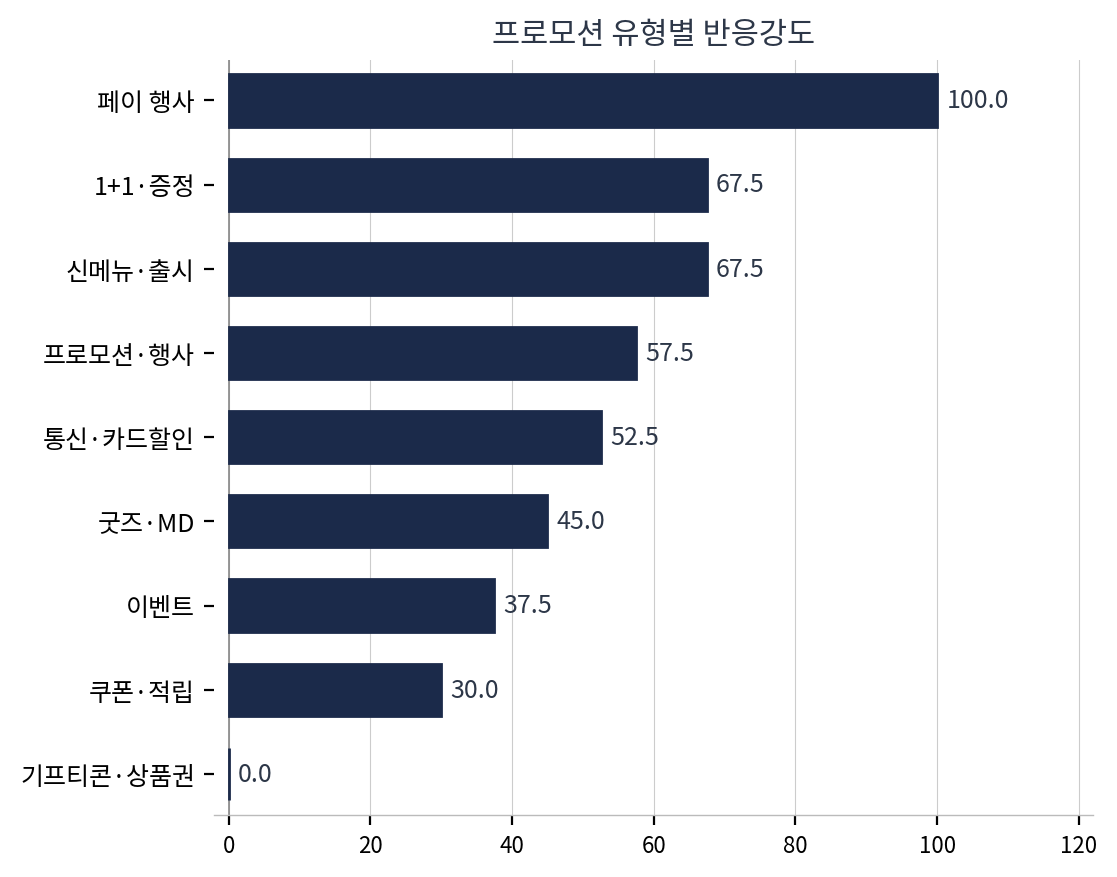 프로모션 유형별 반응강도
페이 행사 100.0
1+1·증정 67.5
신메뉴·출시 67.5
프로모션·행사 57.5
통신·카드할인 52.5
굿즈·MD 45.0
이벤트 37.5
쿠폰·적립 30.0
기프티콘·상품권 0.0
0 20 40 60 80 100 120